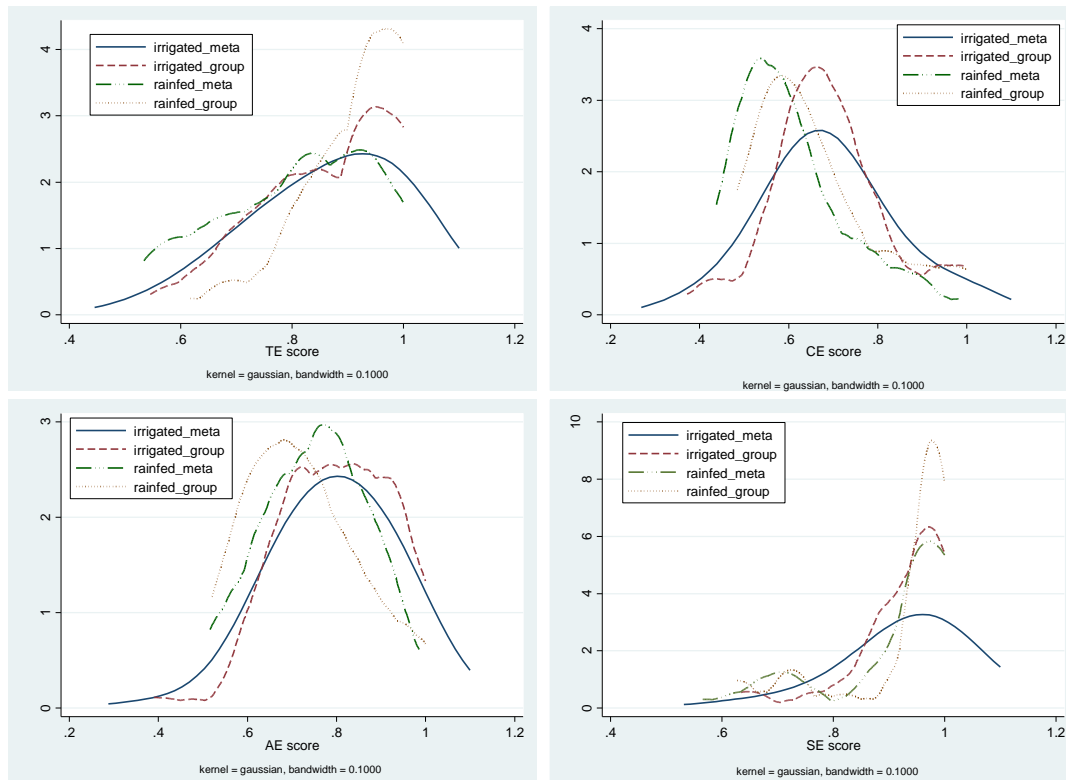 irrigated_meta
irrigated_group
rainfed_meta
rainfed_group
4
3
2
1
0
.4 .6 .8 1 1.2
TE score
kernel = gaussian, bandwidth = 0.1000
irrigated_meta
irrigated_group
rainfed_meta
rainfed_group
4
3
2
1
0
.2 .4 .6 .8 1 1.2
CE score
kernel = gaussian, bandwidth = 0.1000
irrigated_meta
irrigated_group
rainfed_meta
rainfed_group
3
2
1
0
.2 .4 .6 .8 1 1.2
AE score
kernel = gaussian, bandwidth = 0.1000
irrigated_meta
irrigated_group
rainfed_meta
rainfed_group
10
8
6
4
2
0
.4 .6 .8 1 1.2
SE score
kernel = gaussian, bandwidth = 0.1000